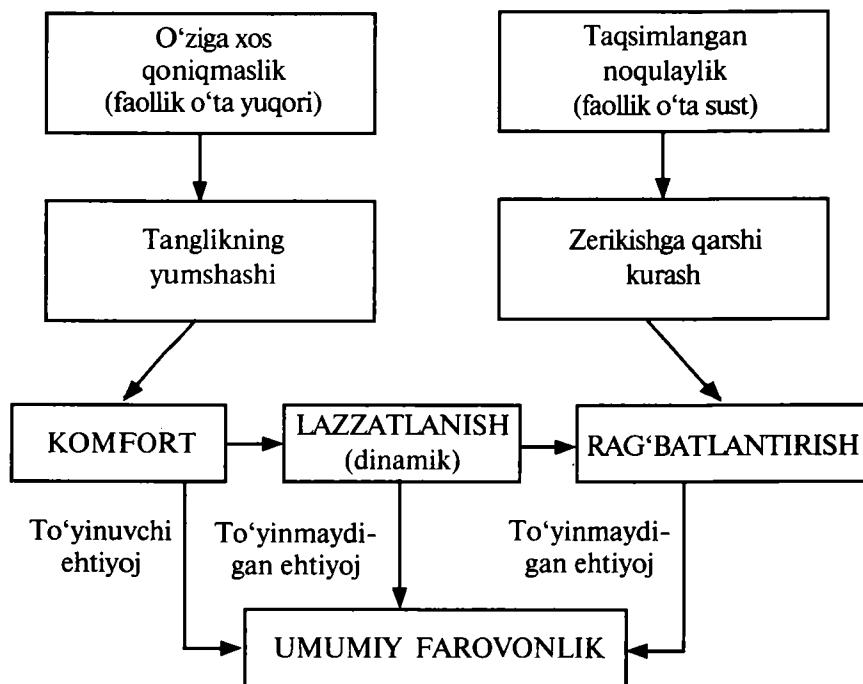 O‘ziga xos
qoniqmaslik
(faollik o‘ta yuqori)
Taqsimlangan
noqulaylik
(faollik o‘ta sust)
Tanglikning
yumshashi
Zerikishga qarshi
kurash
KOMFORT
LAZZATLANISH
(dinamik)
RAG‘BATLANTIRISH
To‘yinuvchi
ehtiyoj
To‘yinmaydi-
gan ehtiyoj
To‘yinmaydi-
gan ehtiyoj
UMUMIY FAROVONLIK